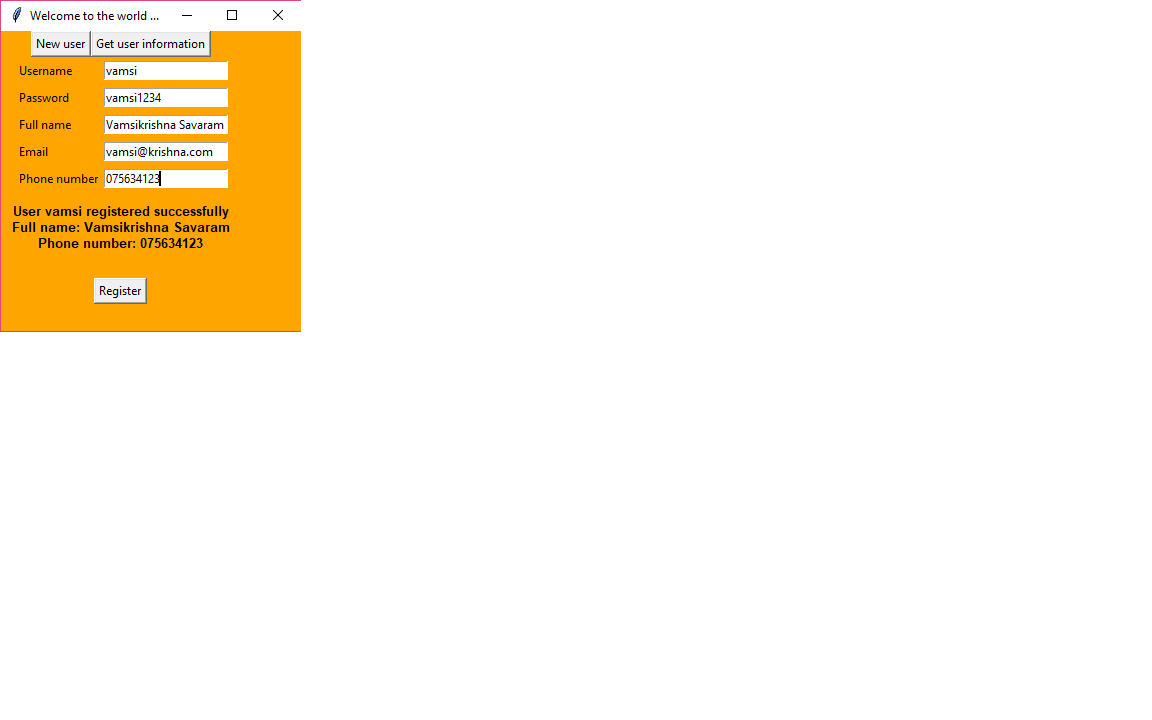 Welcome to the world ...
New user Get user information
Username vamsi
Password vamsi1234
Full name Vamsikrishna Savaram
Email vamsi@krishna.com
Phone number 075634123
User vamsi registered successfully
Full name: Vamsikrishna Savaram
Phone number: 075634123
Register